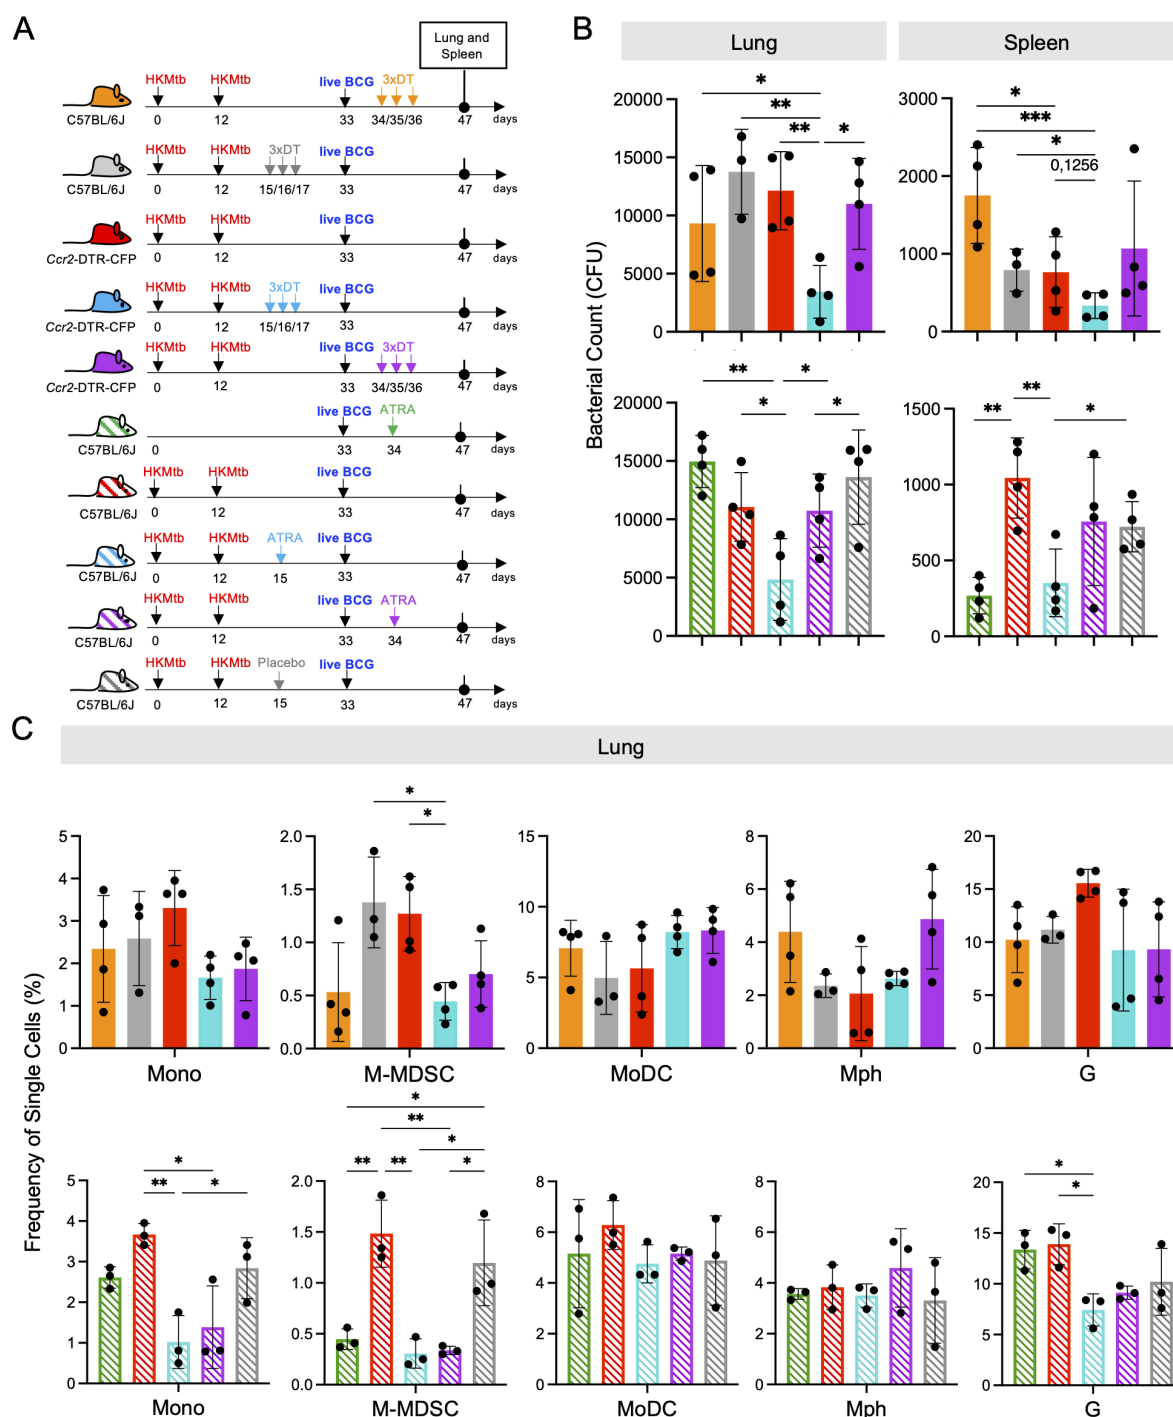 A
Lung and
Spleen
HKMtb HKMtb live BCG 3xDT
C57BL/6J 0 12 33 34/35/36 47 days
HKMtb HKMtb 3xDT live BCG
C57BL/6J 0 12 15/16/17 33 47 days
HKMtb HKMtb live BCG
Ccr2-DTR-CFP 0 12 33 47 days
HKMtb HKMtb 3xDT live BCG
Ccr2-DTR-CFP 0 12 15/16/17 33 47 days
HKMtb HKMtb live BCG 3xDT
Ccr2-DTR-CFP 0 12 33 34/35/36 47 days
live BCG ATRA
C57BL/6J 0 33 34 47 days
HKMtb HKMtb live BCG
C57BL/6J 0 12 33 47 days
HKMtb HKMtb ATRA live BCG
C57BL/6J 0 12 15 33 47 days
HKMtb HKMtb live BCG ATRA
C57BL/6J 0 12 33 34 47 days
HKMtb HKMtb Placebo live BCG
C57BL/6J 0 12 15 33 47 days
B
Lung Spleen
Bacterial Count (CFU)
20000
15000
10000
5000
0
* ** ** *
3000
2000
1000
0
* *** * 0,1256
20000
15000
10000
5000
0
** * * *
1500
1000
500
0
** ** *
C
Lung
Frequency of Single Cells (%)
5
4
3
2
1
0
Mono
2.0
1.5
1.0
0.5
0.0
* *
M-MDSC
15
10
5
0
MoDC
8
6
4
2
0
Mph
20
15
10
5
0
G
5
4
3
2
1
0
* ** *
Mono
2.0
1.5
1.0
0.5
0.0
* ** * ** ** *
M-MDSC
8
6
4
2
0
MoDC
8
6
4
2
0
Mph
20
15
10
5
0
* *
G